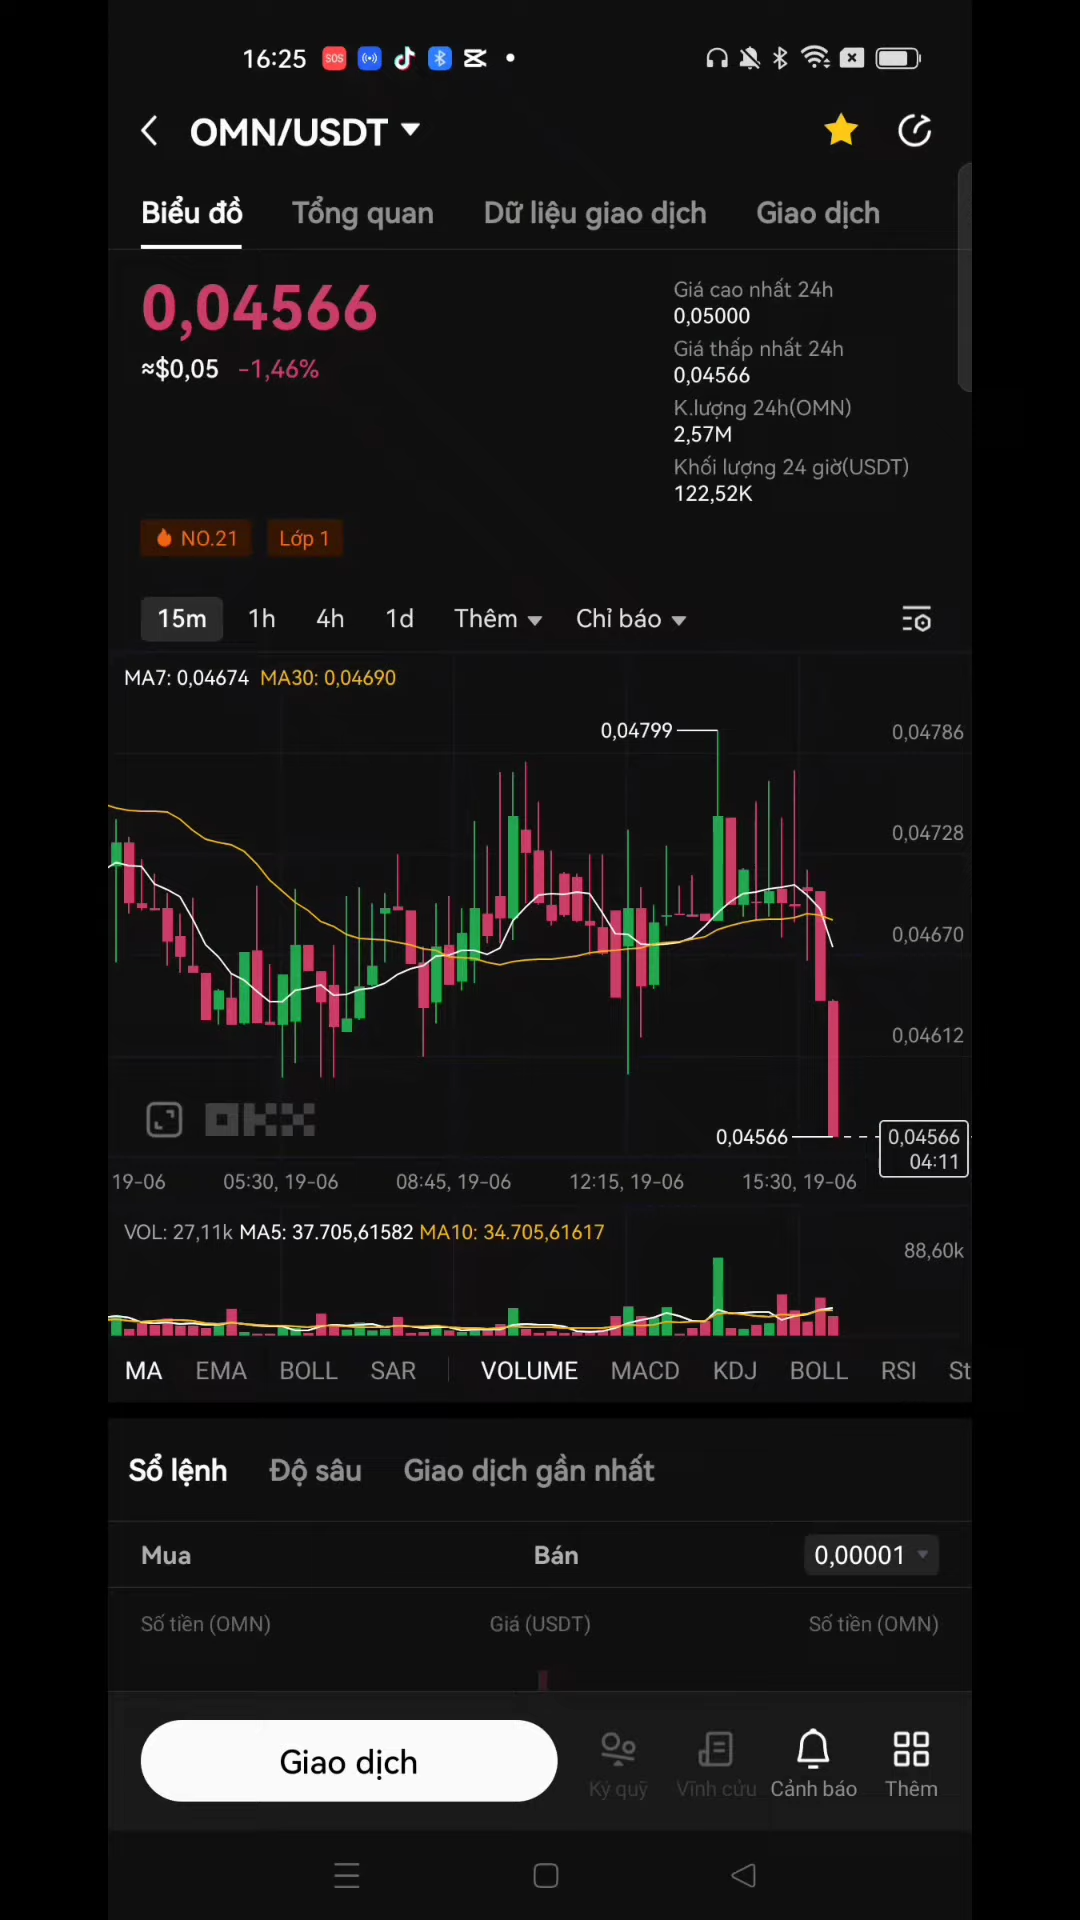 16:25 SOS
OMN/USDT
Biểu đồ Tổng quan Dữ liệu giao dịch Giao dịch
0,04566
≈$0,05 -1,46%
Giá cao nhất 24h
0,05000
Giá thấp nhất 24h
0,04566
K.lượng 24h(OMN)
2,57M
Khối lượng 24 giờ(USDT)
122,52K
NO.21 Lớp 1
15m 1h 4h 1d Thêm Chỉ báo
MA7: 0,04674 MA30: 0,04690
0,04799
0,04786
0,04728
0,04670
0,04612
OKX
0,04566
0,04566
04:11
19-06 05:30, 19-06 08:45, 19-06 12:15, 19-06 15:30, 19-06
VOL: 27,11k MA5: 37.705,61582 MA10: 34.705,61617
88,60k
MA EMA BOLL SAR VOLUME MACD KDJ BOLL RSI St
Sổ lệnh Độ sâu Giao dịch gần nhất
Mua Bán 0,00001
Số tiền (OMN) Giá (USDT) Số tiền (OMN)
Giao dịch
Ký quỹ Vĩnh cửu Cảnh báo Thêm